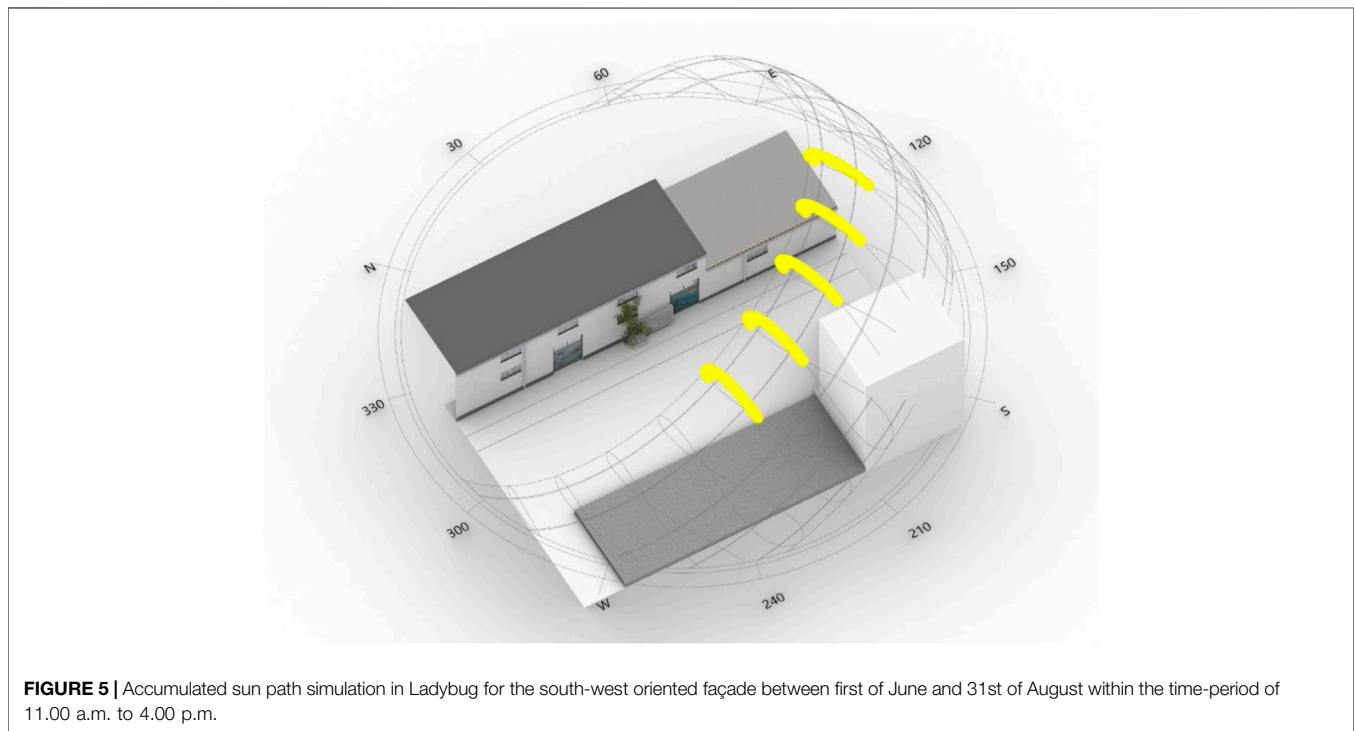 60
E
30
120
N
150
330
S
300
210
W
240
FIGURE 5 | Accumulated sun path simulation in Ladybug for the south-west oriented façade between first of June and 31st of August within the time-period of
11.00 a.m. to 4.00 p.m.